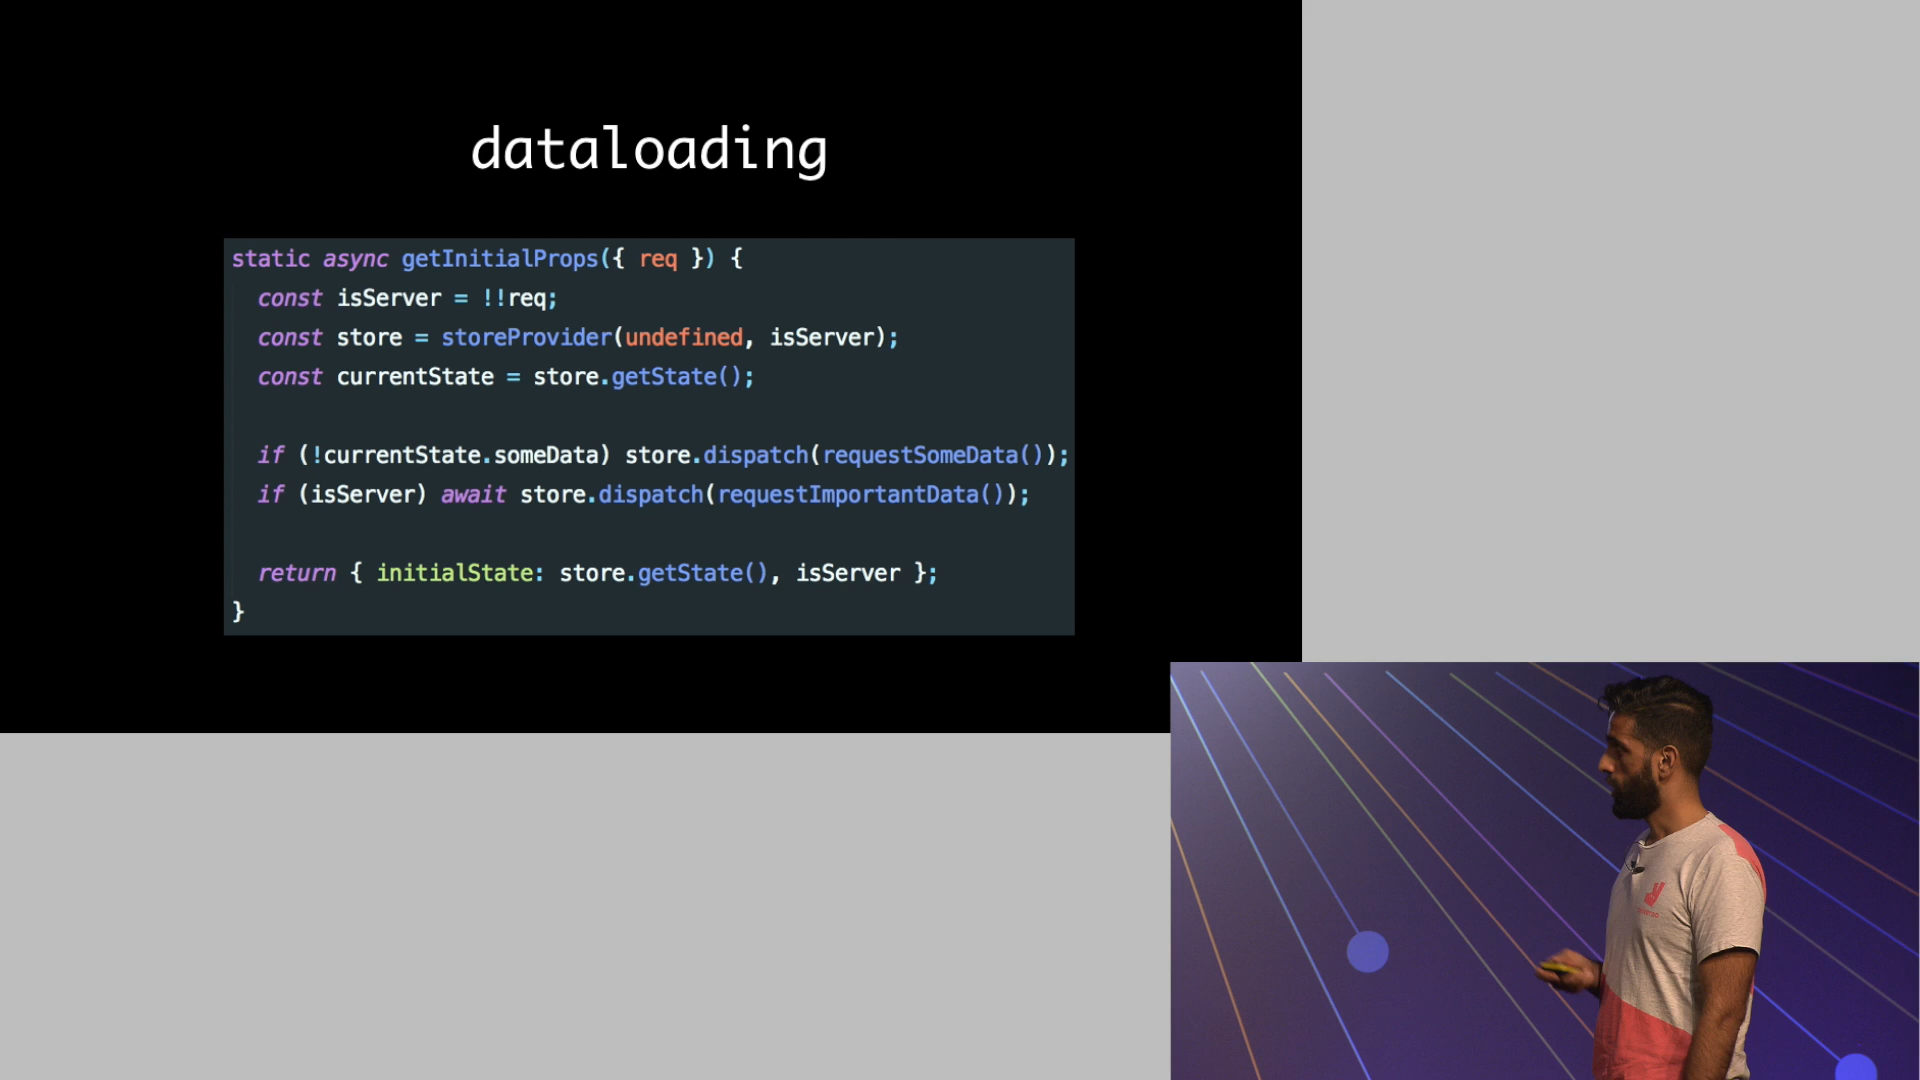 dataloading
static async getInitialProps({ req }) {
const isServer = !!req;
const store = storeProvider(undefined, isServer);
const currentState = store.getState();
if (!currentState.someData) store.dispatch(requestSomeData());
if (isServer) await store.dispatch(requestImportantData());
return { initialState: store.getState(), isServer };
}